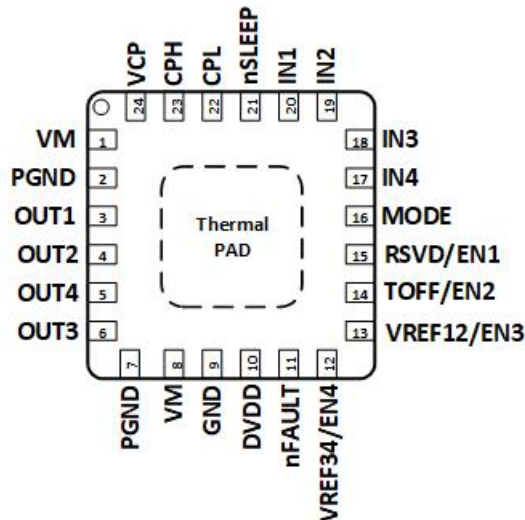 VCP
CPH
CPL
nSLEEP
IN1
IN2
24
23
22
21
20
19
VM 1
PGND 2
OUT1 3
OUT2 4
OUT4 5
OUT3 6
Thermal
PAD
18 IN3
17 IN4
16 MODE
15 RSVD/EN1
14 TOFF/EN2
13 VREF12/EN3
7
8
9
10
11
12
PGND
VM
GND
DVDD
nFAULT
VREF34/EN4